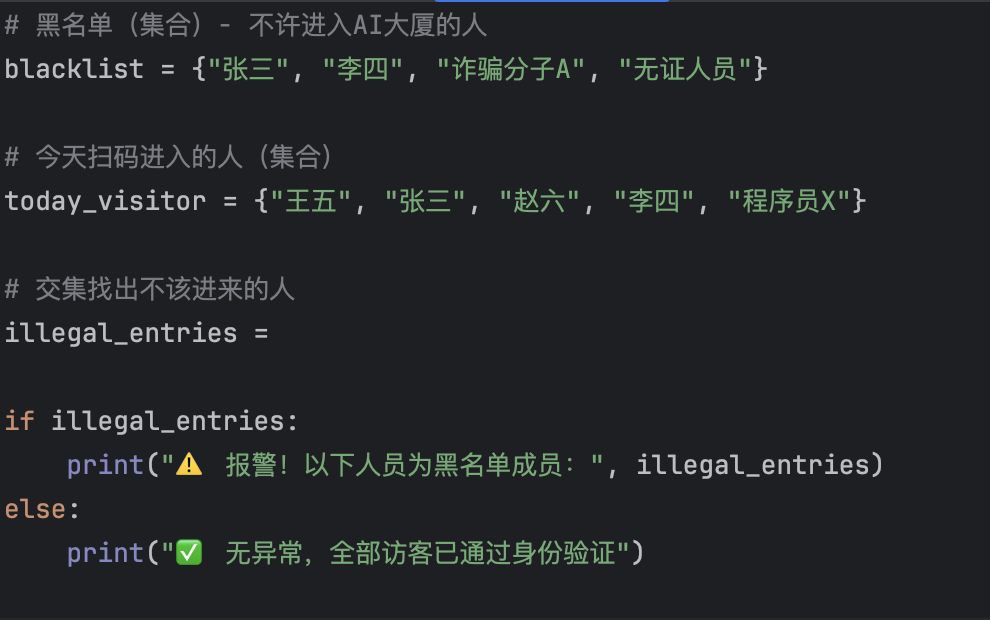 # 黑名单（集合）- 不许进入AI大厦的人
blacklist = {"张三", "李四", "诈骗分子A", "无证人员"}
# 今天扫码进入的人（集合）
today_visitor = {"王五", "张三", "赵六", "李四", "程序员X"}
# 交集找出不该进来的人
illegal_entries =
if illegal_entries:
    print("⚠️ 报警！以下人员为黑名单成员：", illegal_entries)
else:
    print("✅ 无异常，全部访客已通过身份验证")